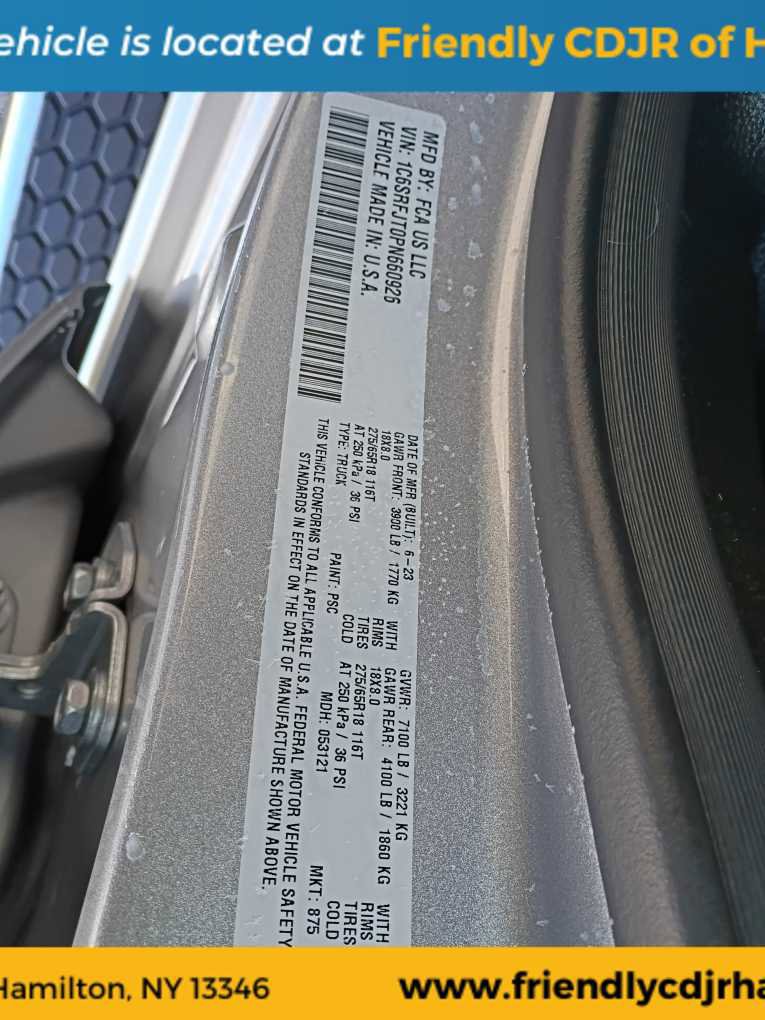 ehicle is located at Friendly CDJR of H
MFD BY: FCA US LLC
VIN: 1C6SRFJT0PN660926
VEHICLE MADE IN: U.S.A.
DATE OF MFR (BUILT): 6-23 GVWR: 7100 LB / 3221 KG
GAWR FRONT: 3900 LB / 1770 KG WITH GAWR REAR: 4100 LB / 1860 KG WITH
18X8.0 RIMS 18X8.0 RIMS
275/65R18 116T TIRES 275/65R18 116T TIRES
AT 250 kPa / 36 PSI COLD AT 250 kPa / 36 PSI COLD
TYPE: TRUCK PAINT: PSC MDH: 053121 MKT: 875
THIS VEHICLE CONFORMS TO ALL APPLICABLE U.S.A. FEDERAL MOTOR VEHICLE SAFETY
STANDARDS IN EFFECT ON THE DATE OF MANUFACTURE SHOWN ABOVE.
Hamilton, NY 13346 www.friendlycdjrha